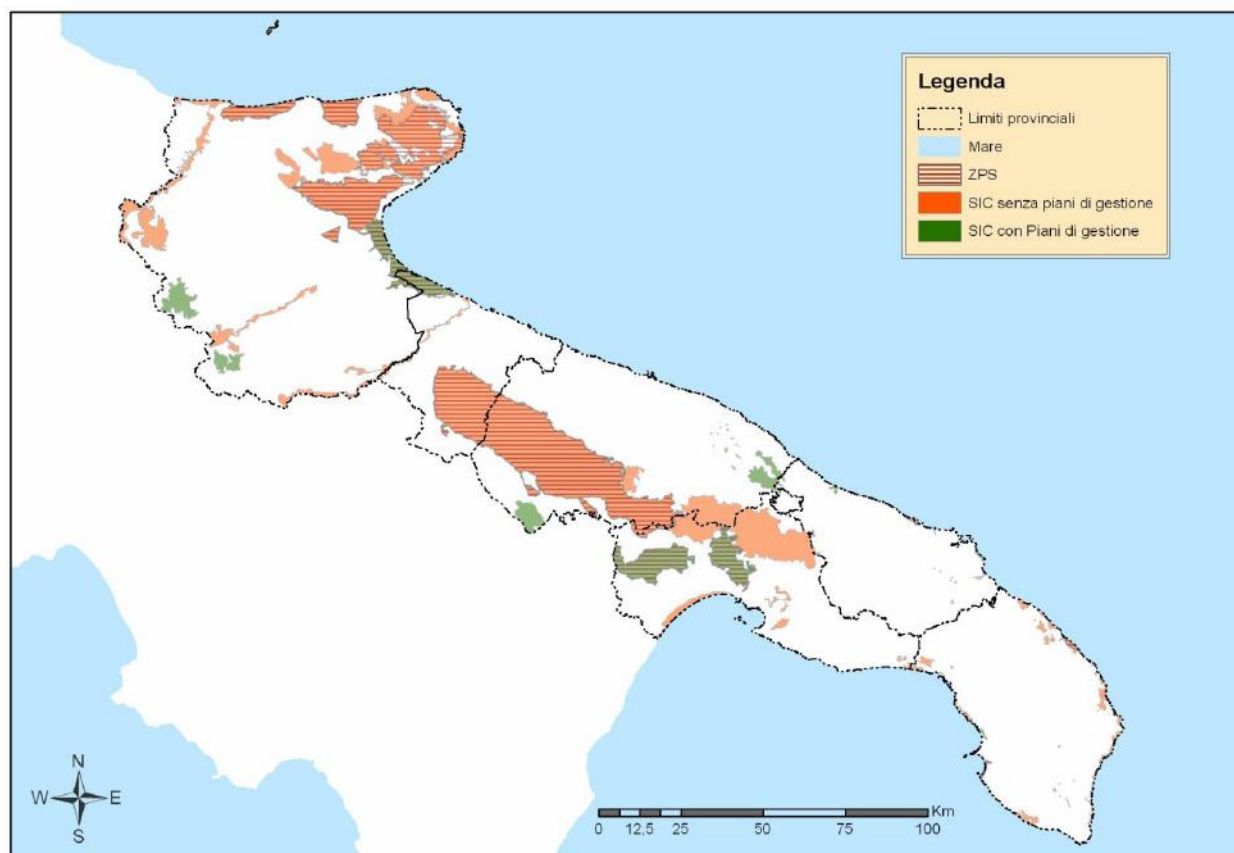 Legenda
Limiti provinciali
Mare
ZPS
SIC senza piani di gestione
SIC con Piani di gestione
N
W E
S
Km
0 12,5 25 50 75 100